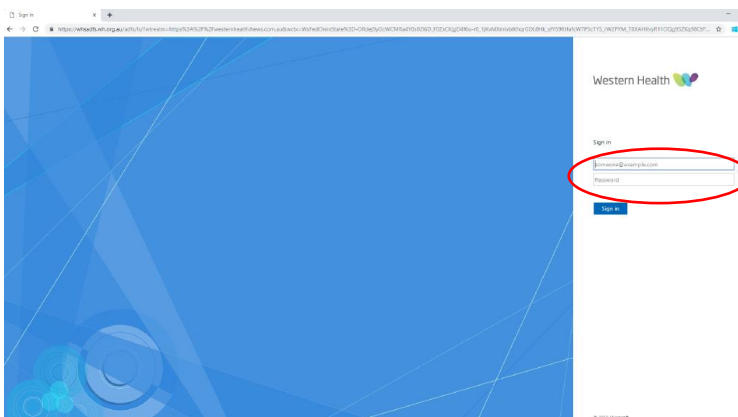 Sign in
Western Health
Sign in
someone@example.com
Password
Sign in